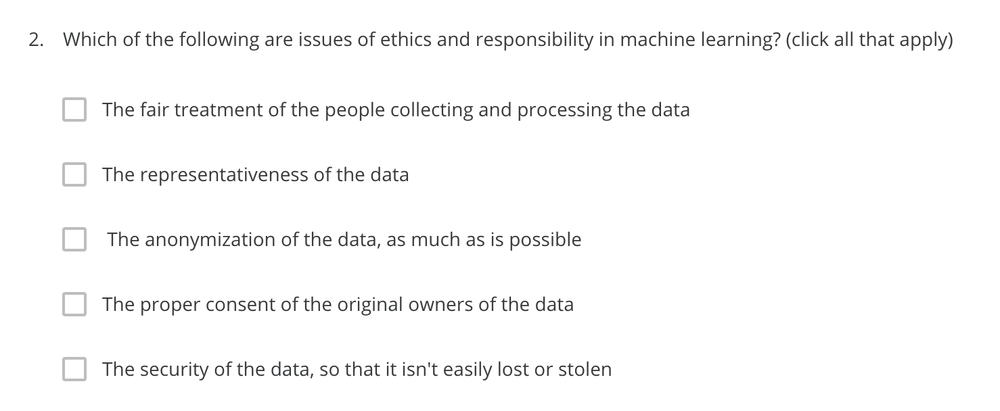 2. Which of the following are issues of ethics and responsibility in machine learning? (click all that apply)
The fair treatment of the people collecting and processing the data
The representativeness of the data
The anonymization of the data, as much as is possible
The proper consent of the original owners of the data
The security of the data, so that it isn't easily lost or stolen